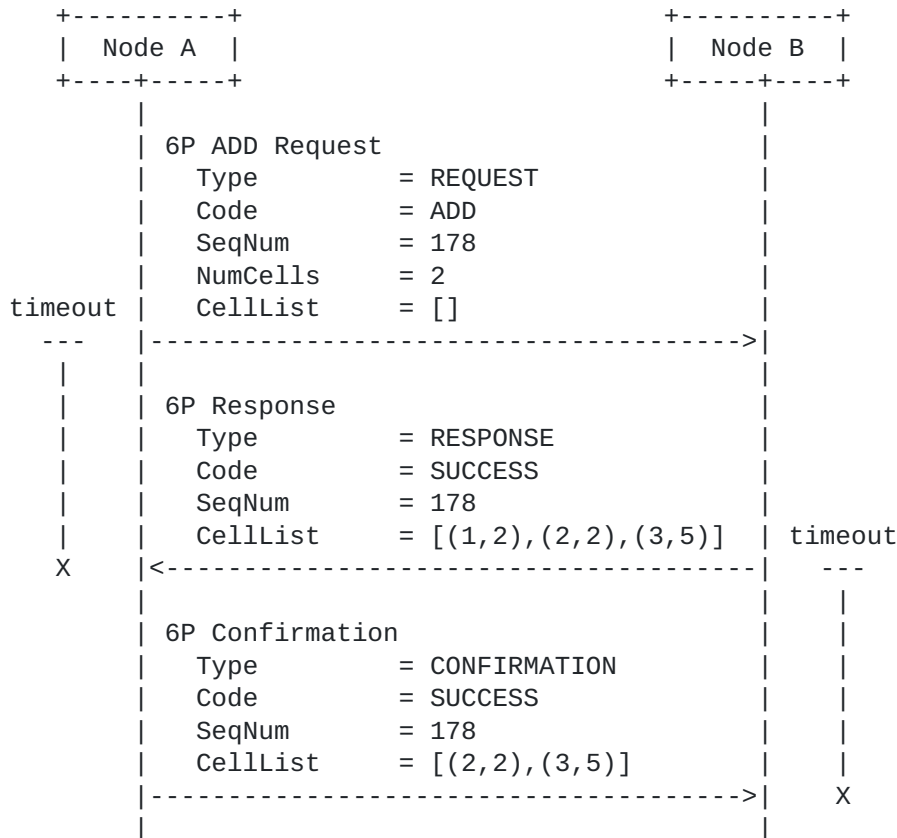 Node A Node B
6P ADD Request
Type = REQUEST
Code = ADD
SeqNum = 178
NumCells = 2
timeout CellList = []
6P Response
Type = RESPONSE
Code = SUCCESS
SeqNum = 178
CellList = [(1,2),(2,2),(3,5)] timeout
X
6P Confirmation
Type = CONFIRMATION
Code = SUCCESS
SeqNum = 178
CellList = [(2,2),(3,5)]
X